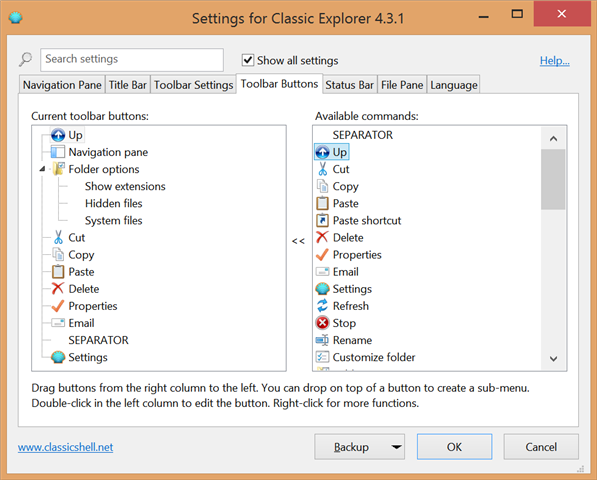 Settings for Classic Explorer 4.3.1
Search settings
Show all settings
Help...
Navigation Pane
Title Bar
Toolbar Settings
Toolbar Buttons
Status Bar
File Pane
Language
Current toolbar buttons:
Up
Navigation pane
Folder options
Show extensions
Hidden files
System files
Cut
Copy
Paste
Delete
Properties
Email
SEPARATOR
Settings
<<
Available commands:
SEPARATOR
Up
Cut
Copy
Paste
Paste shortcut
Delete
Properties
Email
Settings
Refresh
Stop
Rename
Customize folder
Drag buttons from the right column to the left. You can drop on top of a button to create a sub-menu.
Double-click in the left column to edit the button. Right-click for more functions.
www.classicshell.net
Backup
OK
Cancel